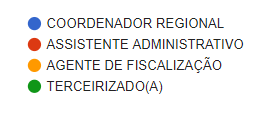 COORDENADOR REGIONAL
ASSISTENTE ADMINISTRATIVO
AGENTE DE FISCALIZAÇÃO
TERCEIRIZADO(A)